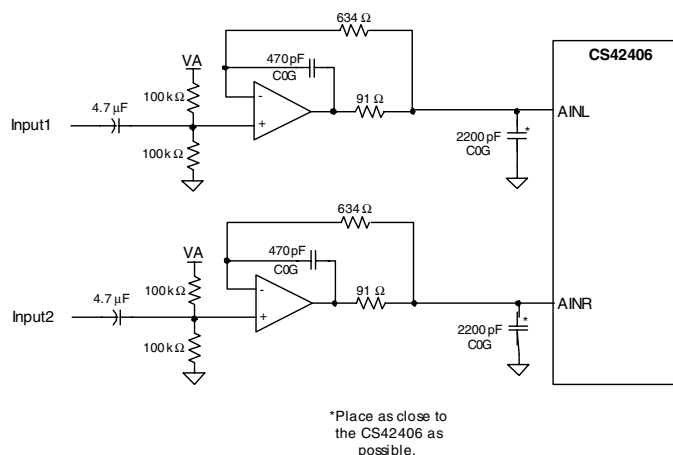 634 Ω
470 pF
C0G
VA
100 kΩ
4.7 µF
Input1
-
+
91 Ω
100 kΩ
2200 pF
C0G
*
AINL
CS42406
634 Ω
470 pF
C0G
VA
100 kΩ
4.7 µF
Input2
-
+
91 Ω
100 kΩ
2200 pF
C0G
*
AINR
*Place as close to
the CS42406 as
possible.